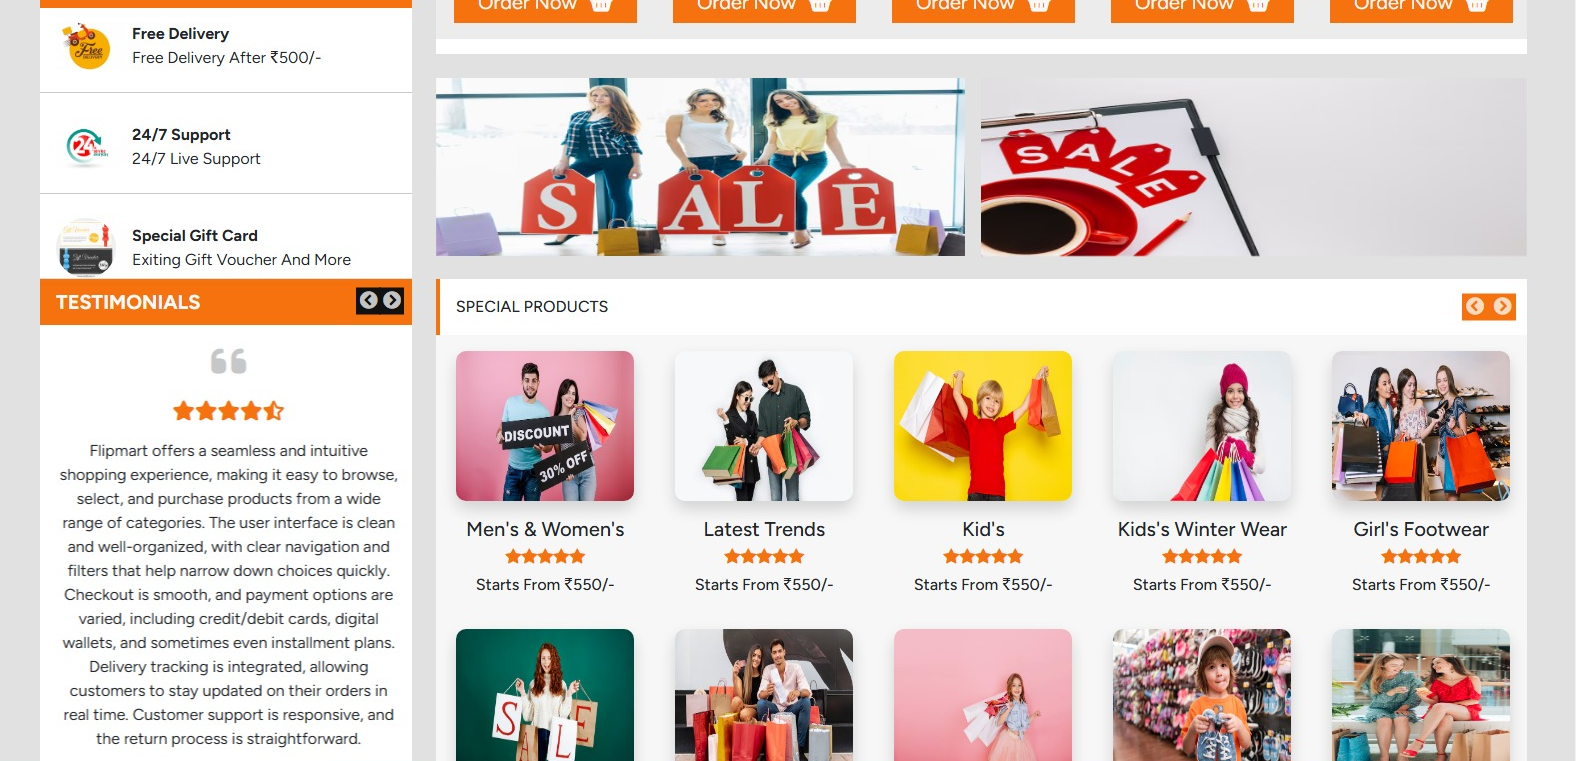 Order Now
Order Now
Order Now
Order Now
Order Now
Free Delivery
Free Delivery After ₹500/-
24/7 Support
24/7 Live Support
Special Gift Card
Exiting Gift Voucher And More
SALE
SALE
TESTIMONIALS
Flipmart offers a seamless and intuitive
shopping experience, making it easy to browse,
select, and purchase products from a wide
range of categories. The user interface is clean
and well-organized, with clear navigation and
filters that help narrow down choices quickly.
Checkout is smooth, and payment options are
varied, including credit/debit cards, digital
wallets, and sometimes even installment plans.
Delivery tracking is integrated, allowing
customers to stay updated on their orders in
real time. Customer support is responsive, and
the return process is straightforward.
SPECIAL PRODUCTS
DISCOUNT
30% OFF
Men's & Women's
Starts From ₹550/-
Latest Trends
Starts From ₹550/-
Kid's
Starts From ₹550/-
Kids's Winter Wear
Starts From ₹550/-
Girl's Footwear
Starts From ₹550/-
SALE